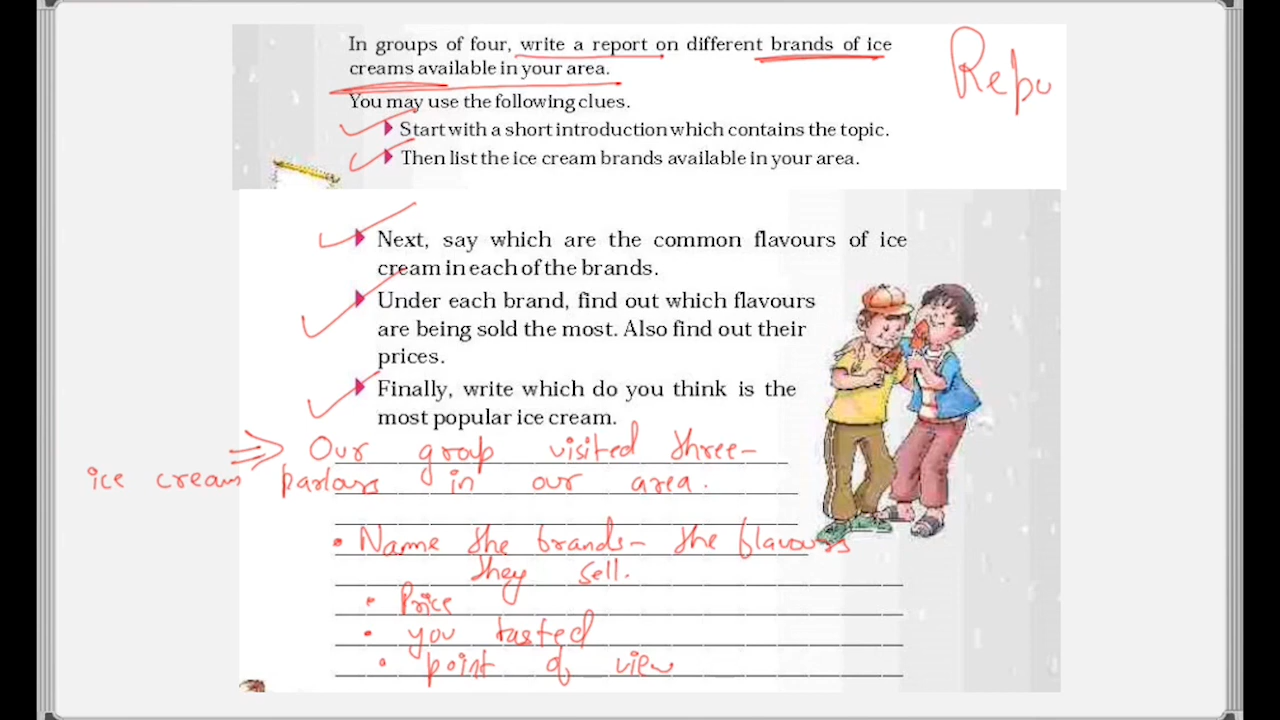 In groups of four, write a report on different brands of ice
creams available in your area.
Repo
You may use the following clues.
Start with a short introduction which contains the topic.
Then list the ice cream brands available in your area.
Next, say which are the common flavours of ice
cream in each of the brands.
Under each brand, find out which flavours
are being sold the most. Also find out their
prices.
Finally, write which do you think is the
most popular ice cream.
Our group visited three-
ice cream parlours in our area.
• Name the brands- the flavours
they sell.
• Price
• you tasted
• point of view